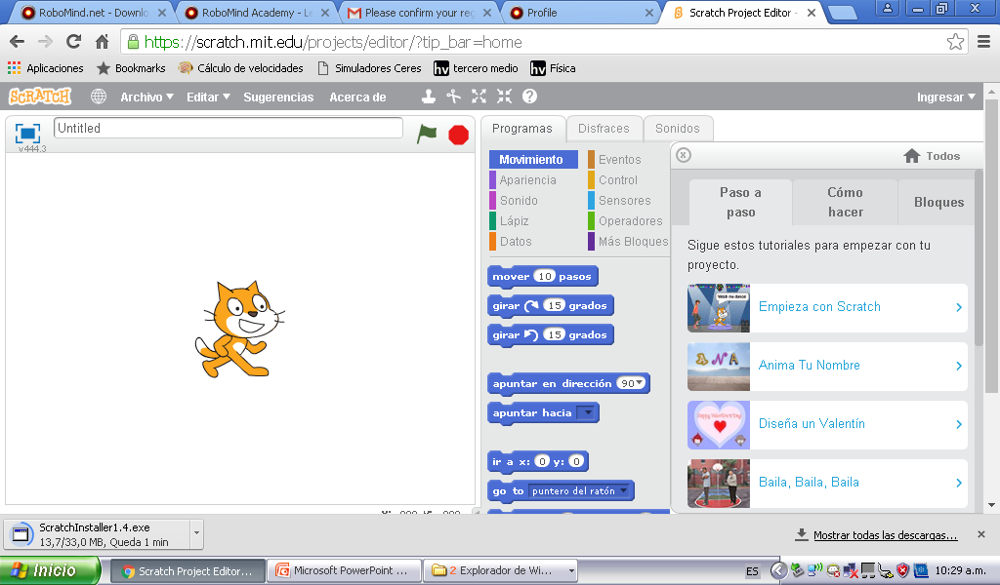 RoboMind.net - Downlo
RoboMind Academy - Le
Please confirm your req
Profile
Scratch Project Editor -
https://scratch.mit.edu/projects/editor/?tip_bar=home
Aplicaciones
Bookmarks
Cálculo de velocidades
Simuladores Ceres
hv tercero medio
hv Física
SCRATCH
Archivo
Editar
Sugerencias
Acerca de
Ingresar
Untitled
v444.3
Programas
Disfraces
Sonidos
Movimiento
Eventos
Apariencia
Control
Sonido
Sensores
Lápiz
Operadores
Datos
Más Bloques
mover 10 pasos
girar 15 grados
girar 15 grados
apuntar en dirección 90
apuntar hacia
ir a x: 0 y: 0
go to puntero del ratón
Todos
Paso a
paso
Cómo
hacer
Bloques
Sigue estos tutoriales para empezar con tu
proyecto.
Watch me dance!
Empieza con Scratch
Anima Tu Nombre
Diseña un Valentín
Baila, Baila, Baila
ScratchInstaller1.4.exe
13,7/33,0 MB, Queda 1 min
Mostrar todas las descargas...
Inicio
Scratch Project Editor...
Microsoft PowerPoint ...
2 Explorador de Wi...
ES
10:29 a.m.